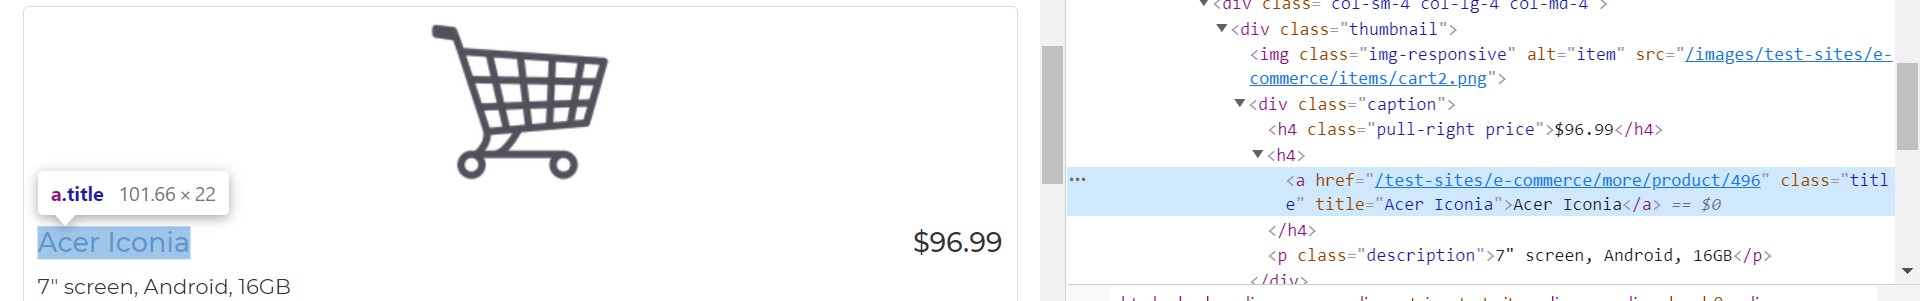 a.title 101.66 × 22
Acer Iconia
$96.99
7" screen, Android, 16GB
<div class="col-sm-4 col-lg-4 col-md-4">
<div class="thumbnail">
<img class="img-responsive" alt="item" src="/images/test-sites/e-
commerce/items/cart2.png">
<div class="caption">
<h4 class="pull-right price">$96.99</h4>
<h4>
… <a href="/test-sites/e-commerce/more/product/496" class="titl
e" title="Acer Iconia">Acer Iconia</a> == $0
</h4>
<p class="description">7" screen, Android, 16GB</p>
</div>